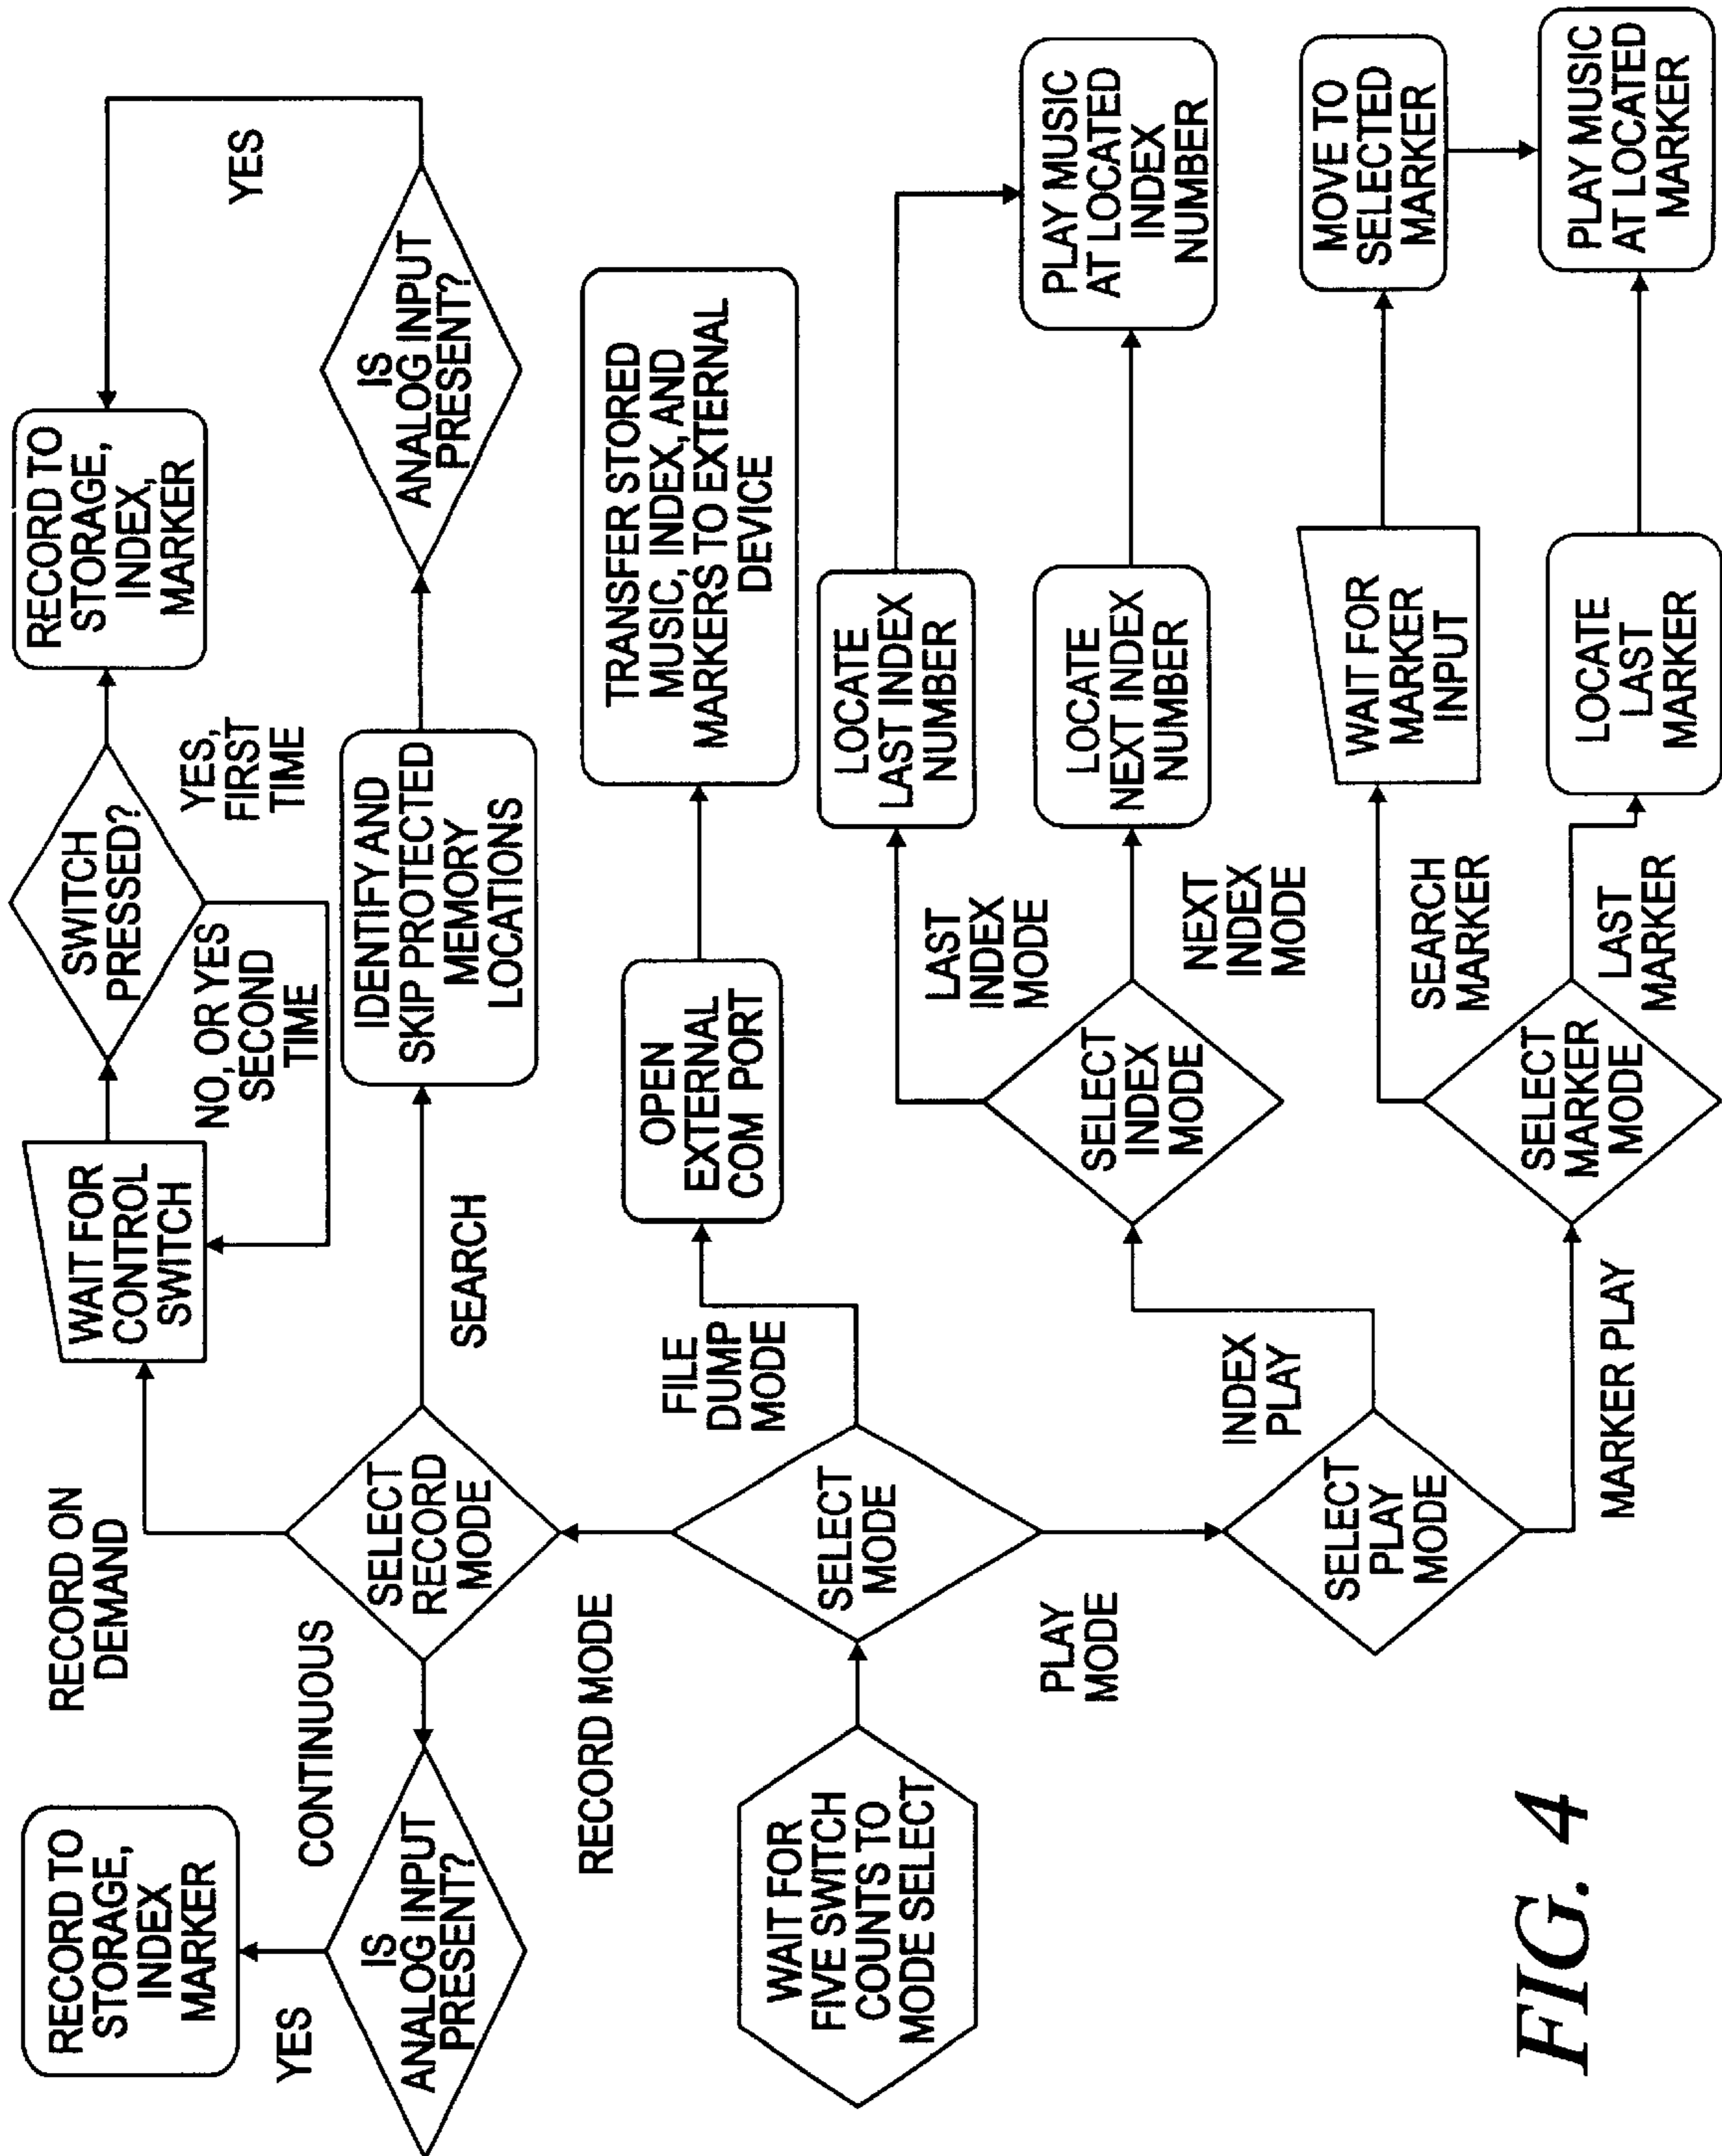 RECORD TO
STORAGE,
INDEX
MARKER
YES
IS
ANALOG INPUT
PRESENT?
CONTINUOUS
RECORD ON
DEMAND
SELECT
RECORD
MODE
WAIT FOR
CONTROL
SWITCH
NO, OR YES
SECOND
TIME
SWITCH
PRESSED?
YES,
FIRST
TIME
RECORD TO
STORAGE,
INDEX,
MARKER
SEARCH
IDENTIFY AND
SKIP PROTECTED
MEMORY
LOCATIONS
IS
ANALOG INPUT
PRESENT?
YES
RECORD MODE
WAIT FOR
FIVE SWITCH
COUNTS TO
MODE SELECT
SELECT
MODE
FILE
DUMP
MODE
OPEN
EXTERNAL
COM PORT
TRANSFER STORED
MUSIC, INDEX, AND
MARKERS TO EXTERNAL
DEVICE
PLAY
MODE
SELECT
PLAY
MODE
INDEX
PLAY
SELECT
INDEX
MODE
LAST
INDEX
MODE
LOCATE
LAST INDEX
NUMBER
NEXT
INDEX
MODE
LOCATE
NEXT INDEX
NUMBER
PLAY MUSIC
AT LOCATED
INDEX
NUMBER
MARKER PLAY
SELECT
MARKER
MODE
SEARCH
MARKER
WAIT FOR
MARKER
INPUT
MOVE TO
SELECTED
MARKER
LAST
MARKER
LOCATE
LAST
MARKER
PLAY MUSIC
AT LOCATED
MARKER
FIG. 4